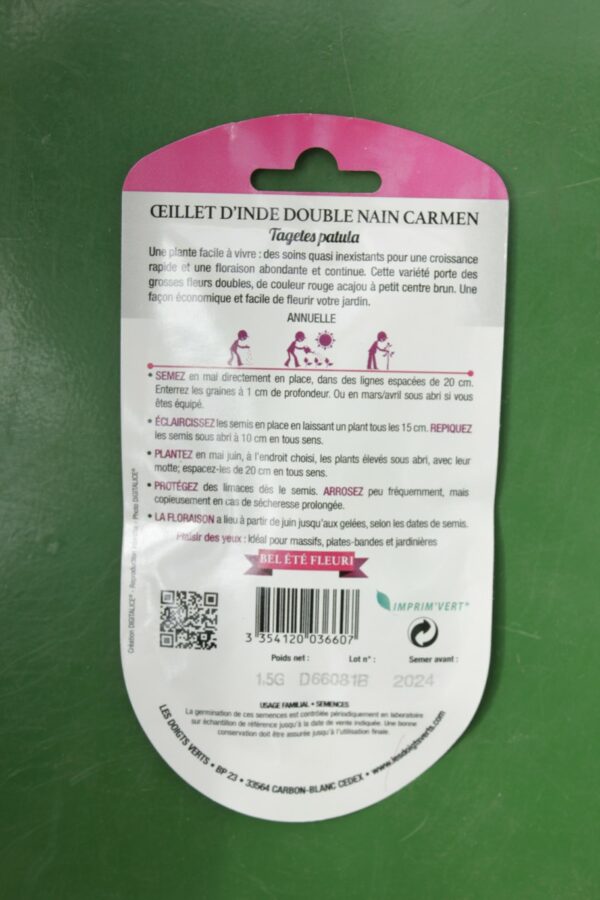 ŒILLET D'INDE DOUBLE NAIN CARMEN
Tagetes patula
Une plante facile à vivre : des soins quasi inexistants pour une croissance
rapide et une floraison abondante et continue. Cette variété porte des
grosses fleurs doubles, de couleur rouge acajou à petit centre brun. Une
façon économique et facile de fleurir votre jardin.
ANNUELLE
• SEMEZ en mai directement en place, dans des lignes espacées de 20 cm.
Enterrez les graines à 1 cm de profondeur. Ou en mars/avril sous abri si vous
êtes équipé.
• ÉCLAIRCISSEZ les semis en place en laissant un plant tous les 15 cm. REPIQUEZ
les semis sous abri à 10 cm en tous sens.
• PLANTEZ en mai juin, à l'endroit choisi, les plants élevés sous abri, avec leur
motte; espacez-les de 20 cm en tous sens.
• PROTÉGEZ des limaces dès le semis. ARROSEZ peu fréquemment, mais
copieusement en cas de sécheresse prolongée.
• LA FLORAISON a lieu à partir de juin jusqu'aux gelées, selon les dates de semis.
Plaisir des yeux : Idéal pour massifs, plates-bandes et jardinières
BEL ÉTÉ FLEURI
IMPRIM'VERT®
3 354120 036607
Poids net : Lot n° : Semer avant :
1.5G D66081B 2024
USAGE FAMILIAL • SEMENCES
La germination de ces semences est contrôlée périodiquement en laboratoire
sur échantillon de référence jusqu'à la date de vente indiquée. Une bonne
conservation doit être assurée jusqu'à l'utilisation finale.
LES DOIGTS VERTS • BP 23 • 33564 CARBON-BLANC CEDEX • www.lesdoigtsverts.com